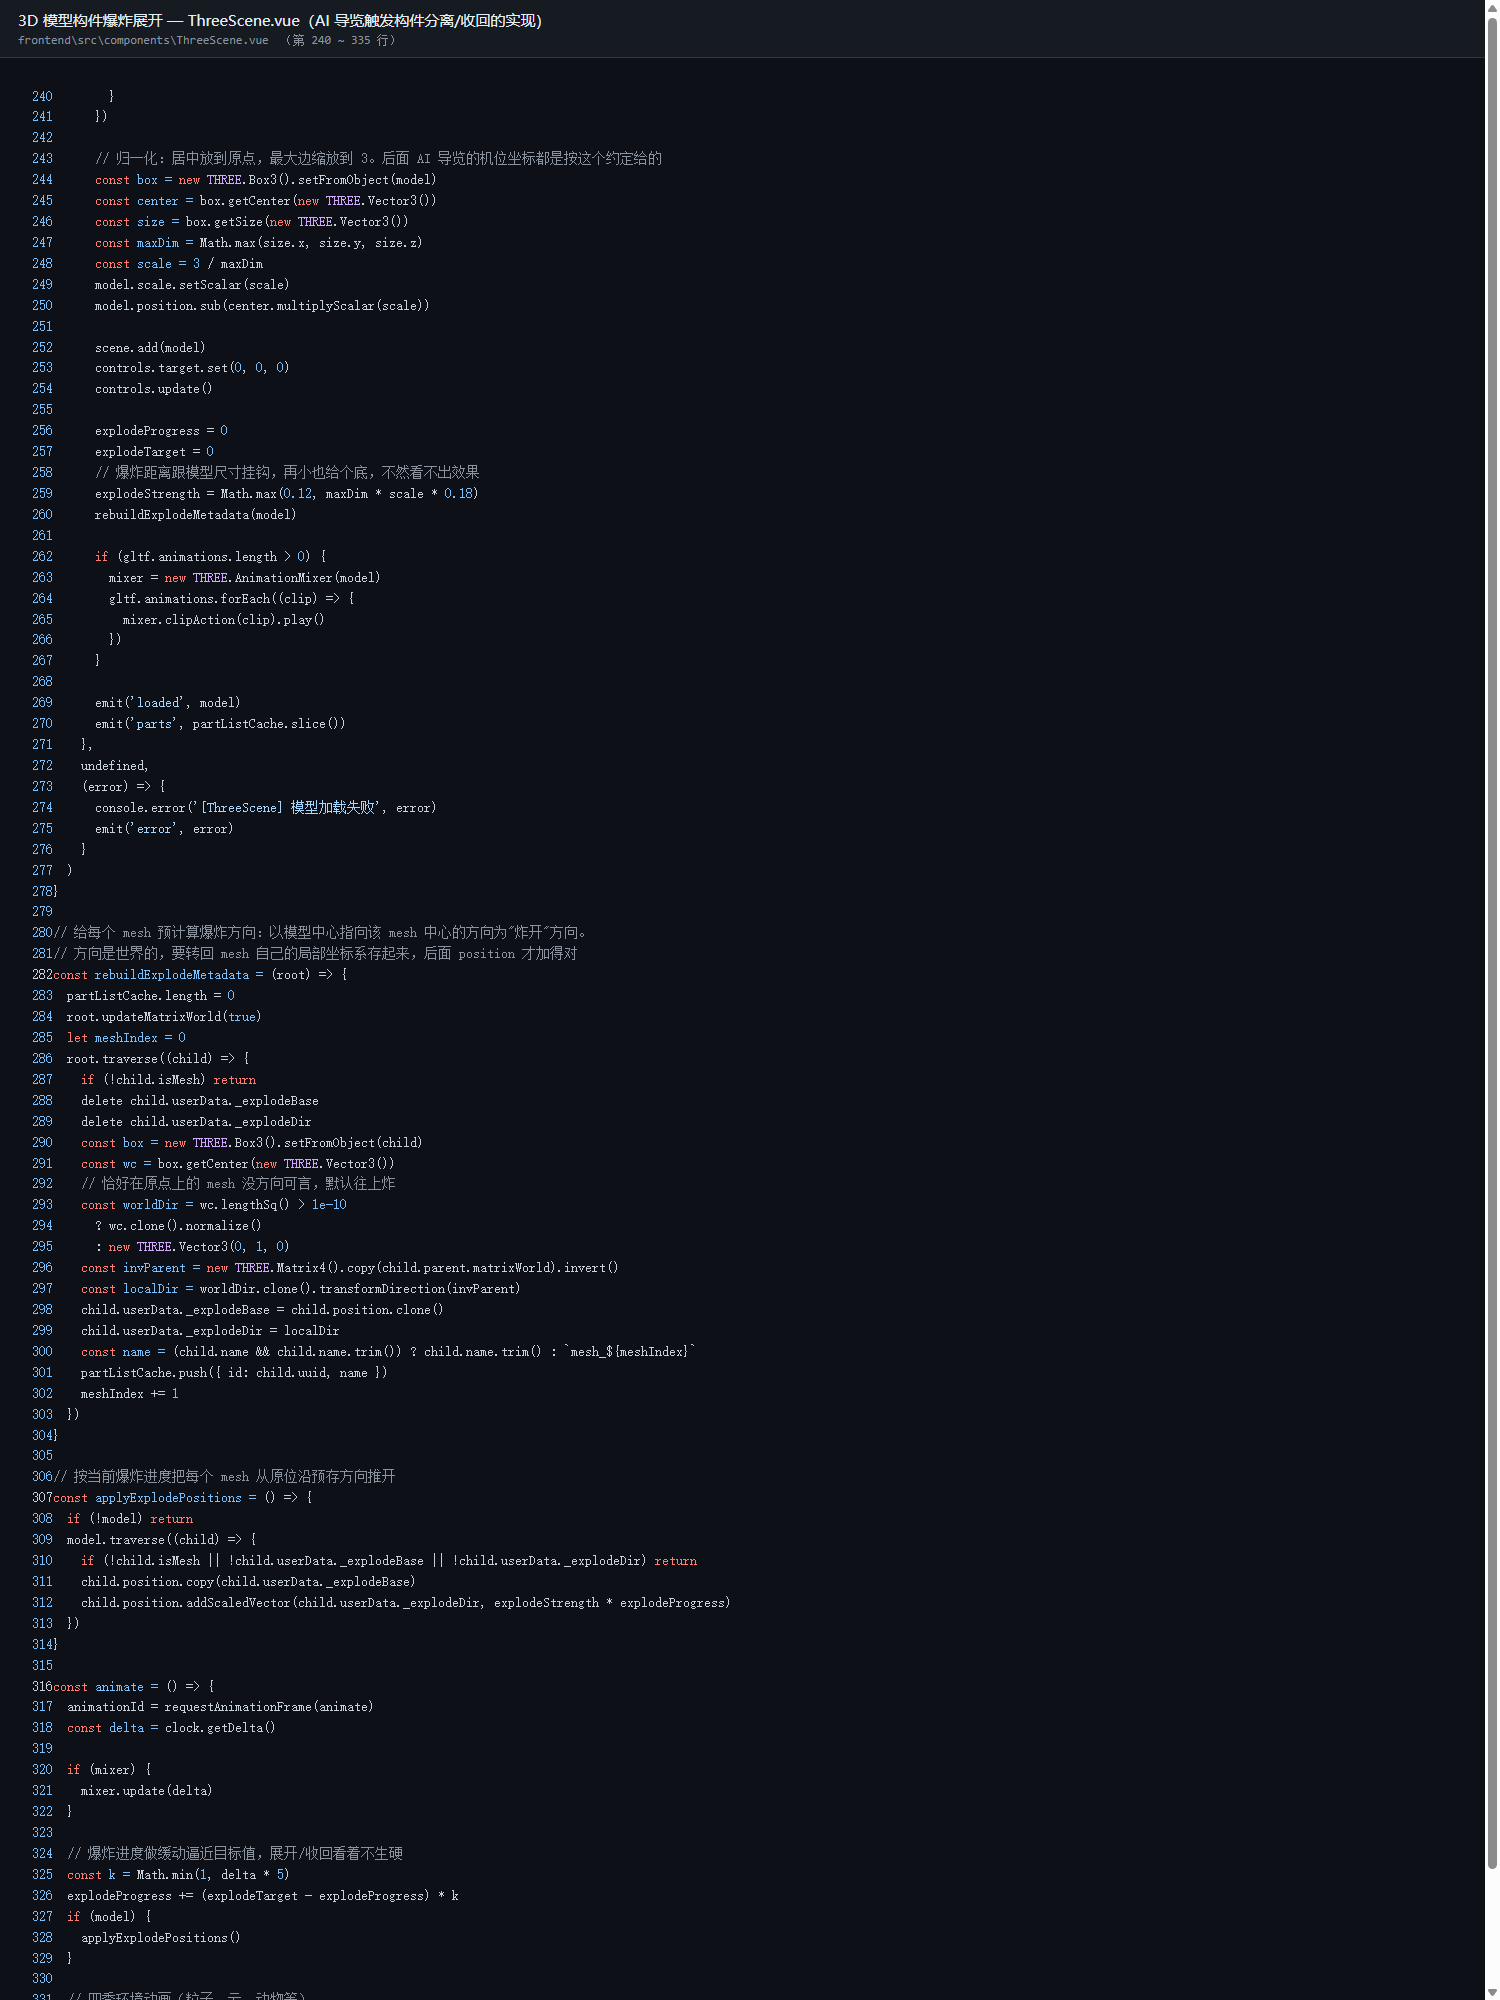 3D 模型构件爆炸展开 — ThreeScene.vue（AI 导览触发构件分离/收回的实现）
frontend\src\components\ThreeScene.vue （第 240 ~ 335 行）
240        }
241      })
242
243      // 归一化：居中放到原点，最大边缩放到 3。后面 AI 导览的机位坐标都是按这个约定给的
244      const box = new THREE.Box3().setFromObject(model)
245      const center = box.getCenter(new THREE.Vector3())
246      const size = box.getSize(new THREE.Vector3())
247      const maxDim = Math.max(size.x, size.y, size.z)
248      const scale = 3 / maxDim
249      model.scale.setScalar(scale)
250      model.position.sub(center.multiplyScalar(scale))
251
252      scene.add(model)
253      controls.target.set(0, 0, 0)
254      controls.update()
255
256      explodeProgress = 0
257      explodeTarget = 0
258      // 爆炸距离跟模型尺寸挂钩，再小也给个底，不然看不出效果
259      explodeStrength = Math.max(0.12, maxDim * scale * 0.18)
260      rebuildExplodeMetadata(model)
261
262      if (gltf.animations.length > 0) {
263        mixer = new THREE.AnimationMixer(model)
264        gltf.animations.forEach((clip) => {
265          mixer.clipAction(clip).play()
266        })
267      }
268
269      emit('loaded', model)
270      emit('parts', partListCache.slice())
271    },
272    undefined,
273    (error) => {
274      console.error('[ThreeScene] 模型加载失败', error)
275      emit('error', error)
276    }
277  )
278}
279
280// 给每个 mesh 预计算爆炸方向：以模型中心指向该 mesh 中心的方向为"炸开"方向。
281// 方向是世界的，要转回 mesh 自己的局部坐标系存起来，后面 position 才加得对
282const rebuildExplodeMetadata = (root) => {
283  partListCache.length = 0
284  root.updateMatrixWorld(true)
285  let meshIndex = 0
286  root.traverse((child) => {
287    if (!child.isMesh) return
288    delete child.userData._explodeBase
289    delete child.userData._explodeDir
290    const box = new THREE.Box3().setFromObject(child)
291    const wc = box.getCenter(new THREE.Vector3())
292    // 恰好在原点上的 mesh 没方向可言，默认往上炸
293    const worldDir = wc.lengthSq() > 1e-10
294      ? wc.clone().normalize()
295      : new THREE.Vector3(0, 1, 0)
296    const invParent = new THREE.Matrix4().copy(child.parent.matrixWorld).invert()
297    const localDir = worldDir.clone().transformDirection(invParent)
298    child.userData._explodeBase = child.position.clone()
299    child.userData._explodeDir = localDir
300    const name = (child.name && child.name.trim()) ? child.name.trim() : `mesh_${meshIndex}`
301    partListCache.push({ id: child.uuid, name })
302    meshIndex += 1
303  })
304}
305
306// 按当前爆炸进度把每个 mesh 从原位沿预存方向推开
307const applyExplodePositions = () => {
308  if (!model) return
309  model.traverse((child) => {
310    if (!child.isMesh || !child.userData._explodeBase || !child.userData._explodeDir) return
311    child.position.copy(child.userData._explodeBase)
312    child.position.addScaledVector(child.userData._explodeDir, explodeStrength * explodeProgress)
313  })
314}
315
316const animate = () => {
317  animationId = requestAnimationFrame(animate)
318  const delta = clock.getDelta()
319
320  if (mixer) {
321    mixer.update(delta)
322  }
323
324  // 爆炸进度做缓动逼近目标值，展开/收回看着不生硬
325  const k = Math.min(1, delta * 5)
326  explodeProgress += (explodeTarget - explodeProgress) * k
327  if (model) {
328    applyExplodePositions()
329  }
330
331  // 四季环境动画（粒子、云、动物等）